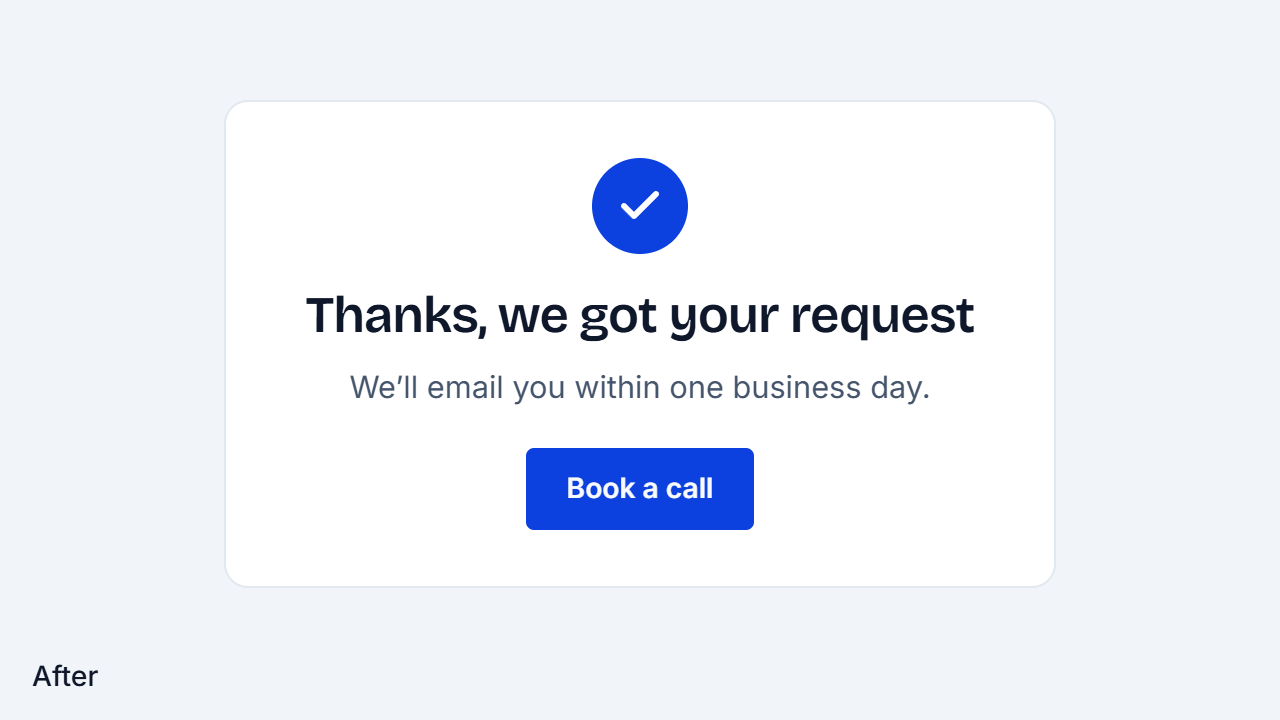 Thanks, we got your request
We’ll email you within one business day.
Book a call
After